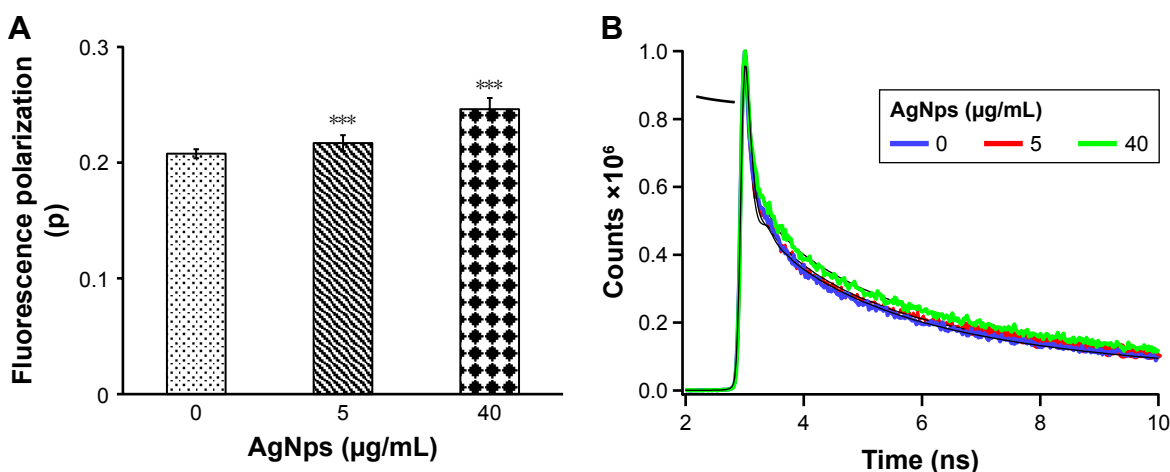 A
Fluorescence polarization
(p)
0.3
0.2
0.1
0
***
***
0
5
40
AgNps (µg/mL)
B
Counts ×10⁶
1.0
0.8
0.6
0.4
0.2
0.0
AgNps (µg/mL)
0 5 40
2
4
6
8
10
Time (ns)